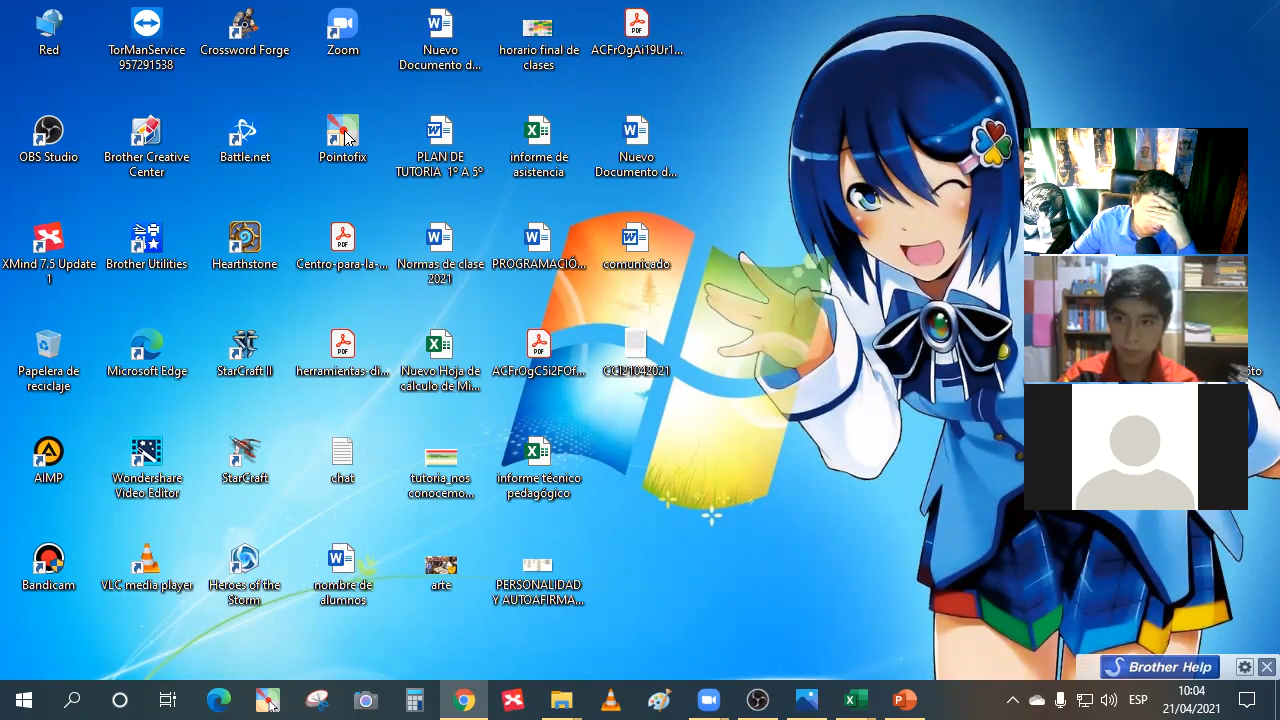 Red
TorManService
957291538
Crossword Forge
Zoom
Nuevo
Documento d...
horario final de
clases
ACFrOgAi19Ur1...
OBS Studio
Brother Creative
Center
Battle.net
Pointofix
PLAN DE
TUTORIA 1º A 5º
informe de
asistencia
Nuevo
Documento d...
XMind 7.5 Update
1
Brother Utilities
Hearthstone
Centro-para-la-...
Normas de clase
2021
PROGRAMACIÓ...
comunicado
Papelera de
reciclaje
Microsoft Edge
StarCraft II
herramientas-di...
Nuevo Hoja de
cálculo de Mi...
ACFrOgC5i2FOf...
CCI21042021
AIMP
Wondershare
Video Editor
StarCraft
chat
tutoria_nos
conocemo...
informe técnico
pedagógico
Bandicam
VLC media player
Heroes of the
Storm
nombre de
alumnos
arte
PERSONALIDAD
Y AUTOAFIRMA...
Brother Help
ESP
10:04
21/04/2021